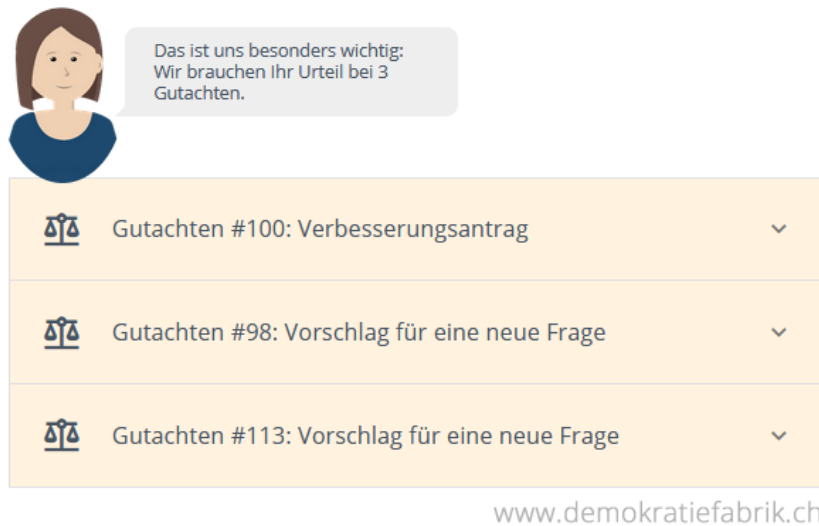 Das ist uns besonders wichtig:
Wir brauchen Ihr Urteil bei 3
Gutachten.
Gutachten #100: Verbesserungsantrag
Gutachten #98: Vorschlag für eine neue Frage
Gutachten #113: Vorschlag für eine neue Frage
www.demokratiefabrik.ch